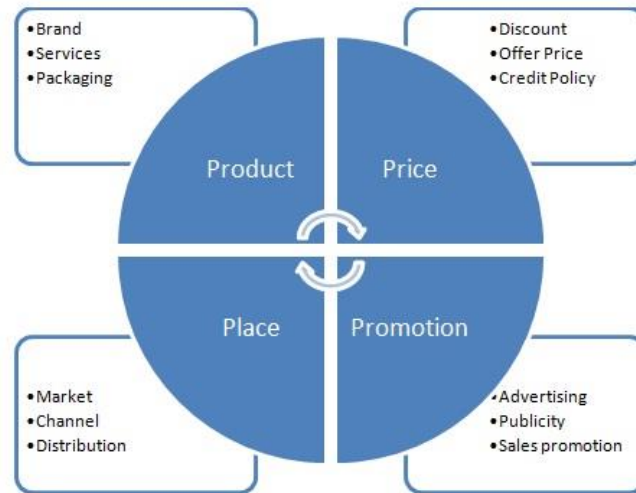 •Brand
•Services
•Packaging
•Discount
•Offer Price
•Credit Policy
Product
Price
Place
Promotion
•Market
•Channel
•Distribution
•Advertising
•Publicity
•Sales promotion